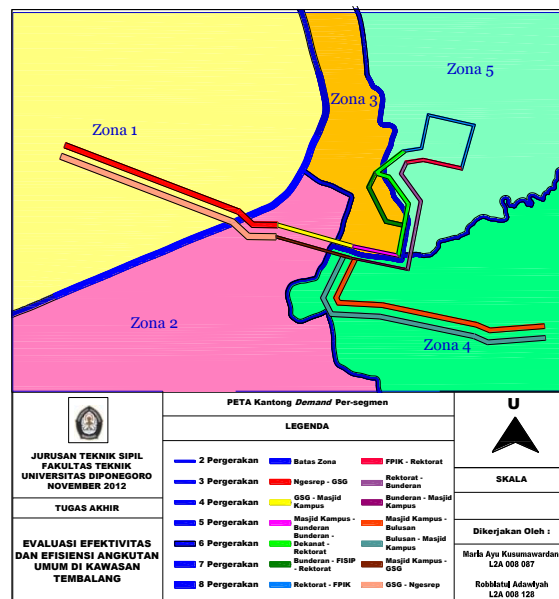 Zona 1
Zona 3
Zona 5
Zona 2
Zona 4
PETA Kantong Demand Per-segmen
LEGENDA
2 Pergerakan
3 Pergerakan
4 Pergerakan
5 Pergerakan
6 Pergerakan
7 Pergerakan
8 Pergerakan
Batas Zona
Ngesrep - GSG
GSG - Masjid
Kampus
Masjid Kampus -
Bunderan
Bunderan -
Dekanat -
Rektorat
Bunderan - FISIP
- Rektorat
Rektorat - FPIK
FPIK - Rektorat
Rektorat -
Bunderan
Bunderan - Masjid
Kampus
Masjid Kampus -
Bulusan
Bulusan - Masjid
Kampus
Masjid Kampus -
GSG
GSG - Ngesrep
JURUSAN TEKNIK SIPIL
FAKULTAS TEKNIK
UNIVERSITAS DIPONEGORO
NOVEMBER 2012
TUGAS AKHIR
EVALUASI EFEKTIVITAS
DAN EFISIENSI ANGKUTAN
UMUM DI KAWASAN
TEMBALANG
U
SKALA
Dikerjakan Oleh :
Maria Ayu Kusumawardan
L2A 008 087
Robbiatul Adawiyah
L2A 008 128